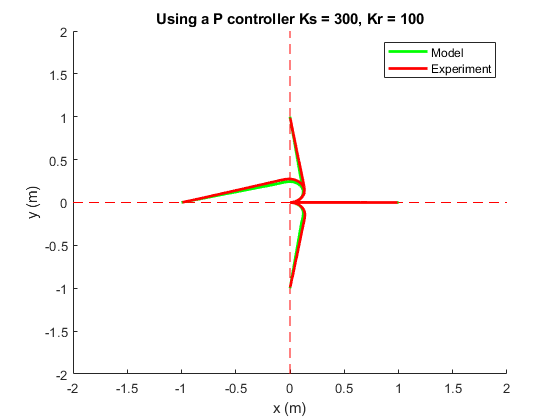 Using a P controller Ks = 300, Kr = 100
Model
Experiment
2
1.5
1
0.5
0
-0.5
-1
-1.5
-2
y (m)
-2 -1.5 -1 -0.5 0 0.5 1 1.5 2
x (m)